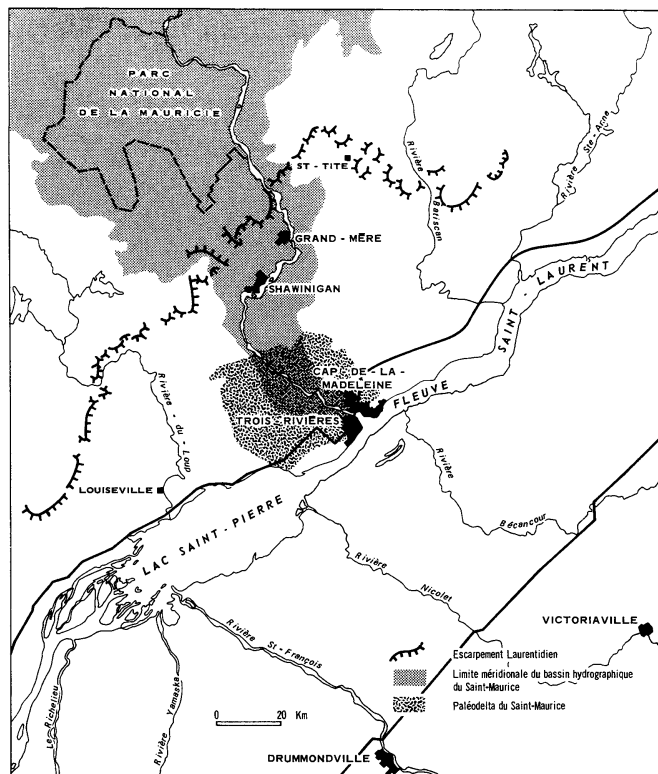 PARC
NATIONAL
DE LA MAURICIE
ST-TITE
Rivière
Batiscan
Rivière Ste-Anne
GRAND-MÈRE
SHAWINIGAN
CAP-DE-LA-
MADELEINE
TROIS-RIVIÈRES
FLEUVE SAINT-LAURENT
Rivière-du-Loup
LOUISEVILLE
LAC SAINT-PIERRE
Rivière
Bécancour
Rivière
Nicolet
VICTORIAVILLE
Rivière
St-François
Le Richelieu
Rivière Yamaska
Escarpement Laurentidien
Limite méridionale du bassin hydrographique
du Saint-Maurice
Paléodelta du Saint-Maurice
0 20 Km
DRUMMONDVILLE